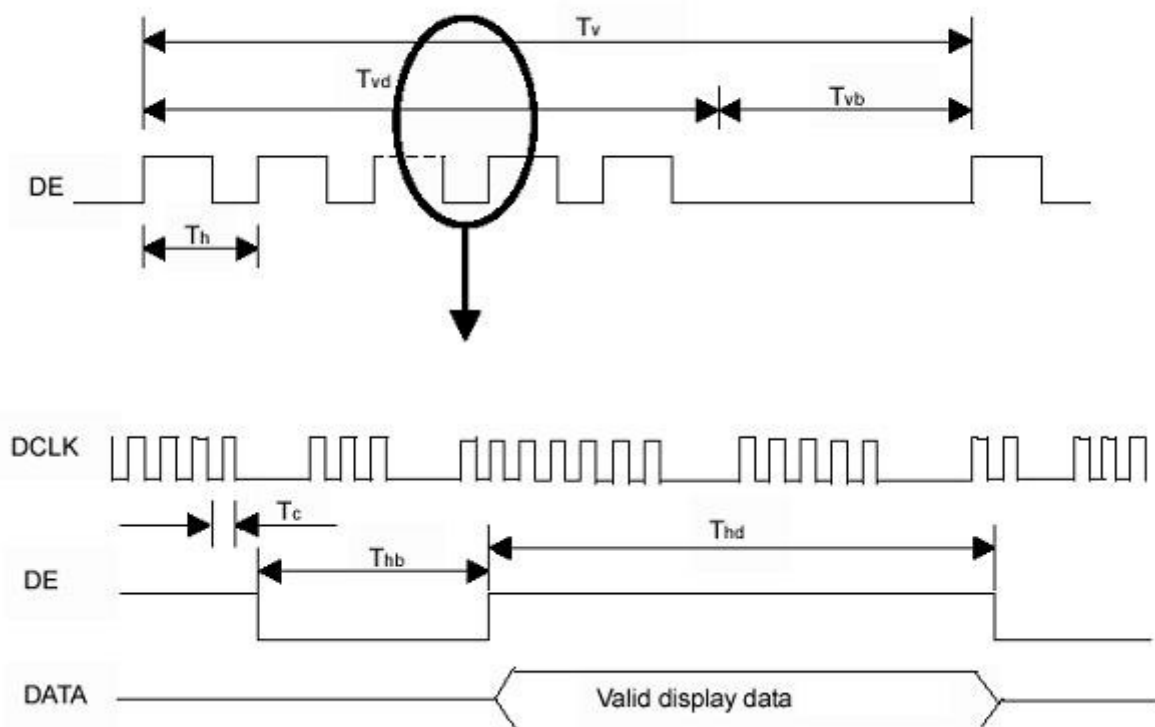 Tv
Tvd
Tvb
DE
Th
DCLK
Tc
Thd
Thb
DE
DATA
Valid display data